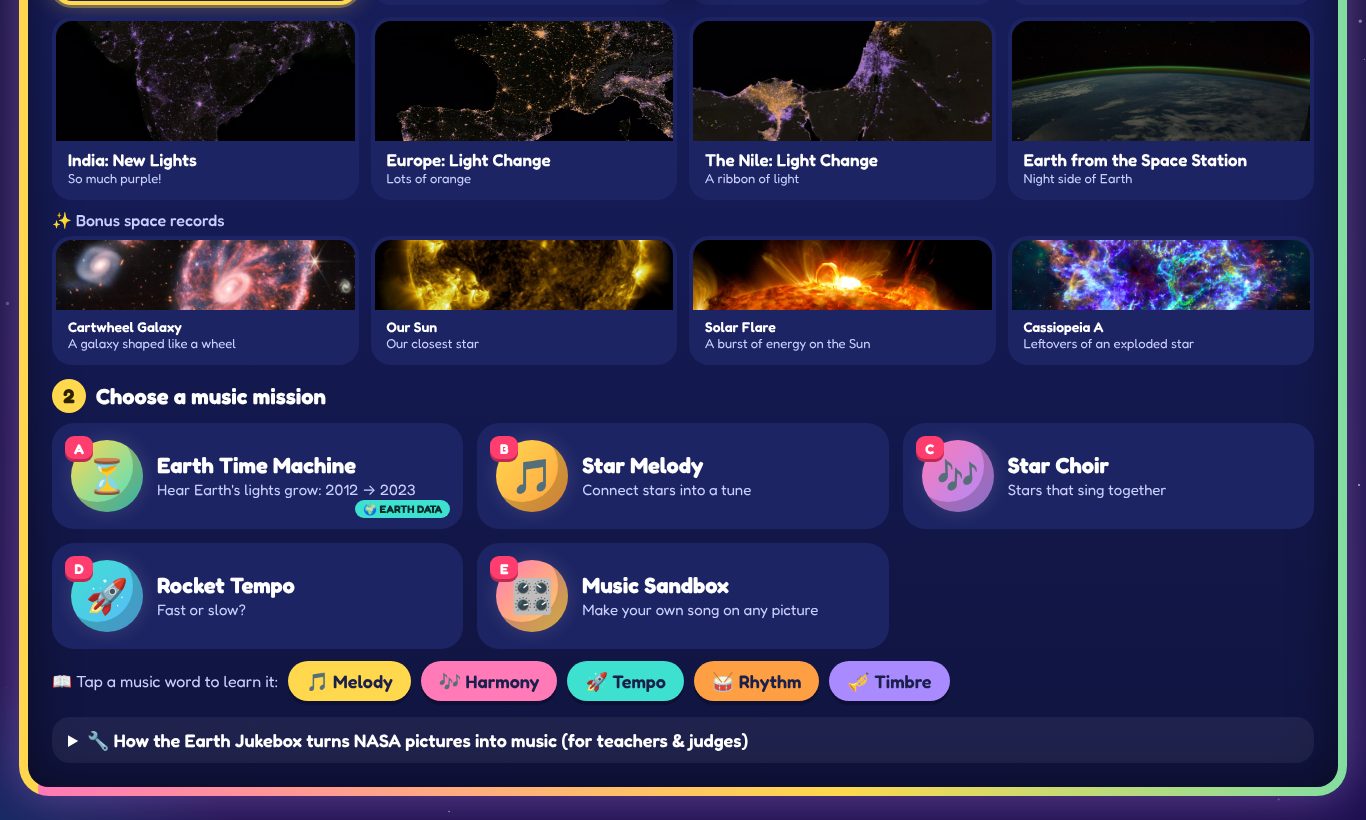 India: New Lights
So much purple!
Europe: Light Change
Lots of orange
The Nile: Light Change
A ribbon of light
Earth from the Space Station
Night side of Earth
✨ Bonus space records
Cartwheel Galaxy
A galaxy shaped like a wheel
Our Sun
Our closest star
Solar Flare
A burst of energy on the Sun
Cassiopeia A
Leftovers of an exploded star
2 Choose a music mission
A
Earth Time Machine
Hear Earth's lights grow: 2012 → 2023
🌍 EARTH DATA
B
Star Melody
Connect stars into a tune
C
Star Choir
Stars that sing together
D
Rocket Tempo
Fast or slow?
E
Music Sandbox
Make your own song on any picture
📖 Tap a music word to learn it: 🎵 Melody 🎶 Harmony 🚀 Tempo 🥁 Rhythm 🎺 Timbre
▶ 🔧 How the Earth Jukebox turns NASA pictures into music (for teachers & judges)